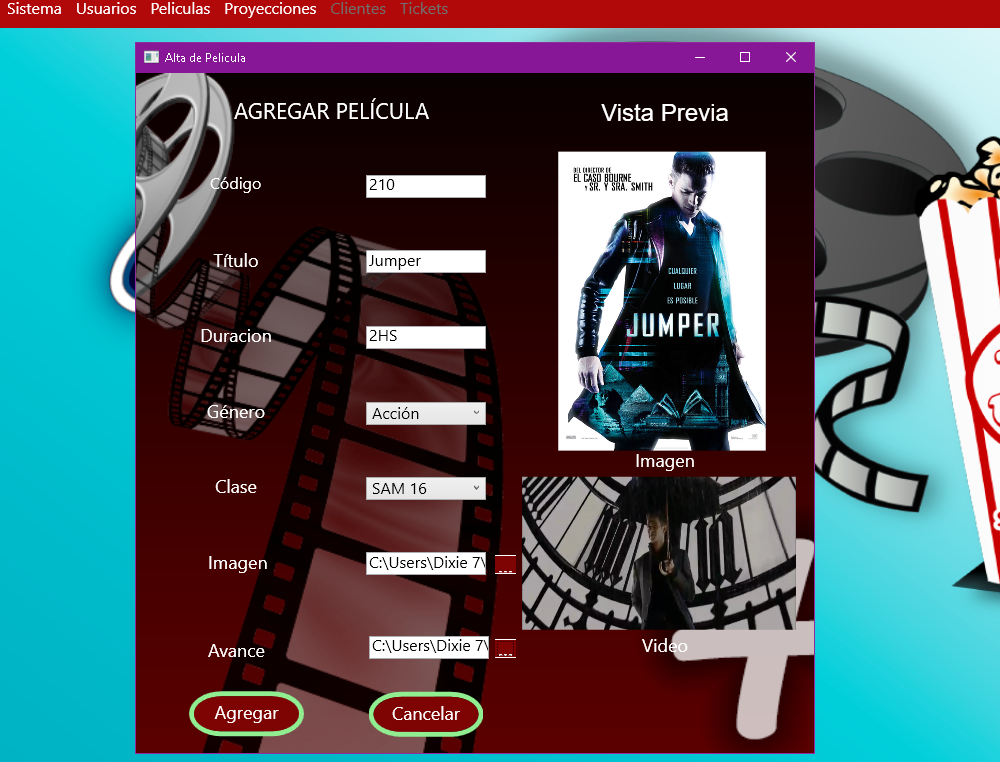 Sistema Usuarios Peliculas Proyecciones Clientes Tickets
Alta de Pelicula
AGREGAR PELÍCULA
Código 210
Título Jumper
Duracion 2HS
Género Acción
Clase SAM 16
Imagen C:\Users\Dixie 7\ ...
Avance C:\Users\Dixie 7\ ...
Agregar Cancelar
Vista Previa
DEL DIRECTOR DE
EL CASO BOURNE
Y SR. Y SRA. SMITH
CUALQUIER
LUGAR
ES POSIBLE
JUMPER
Imagen
Video